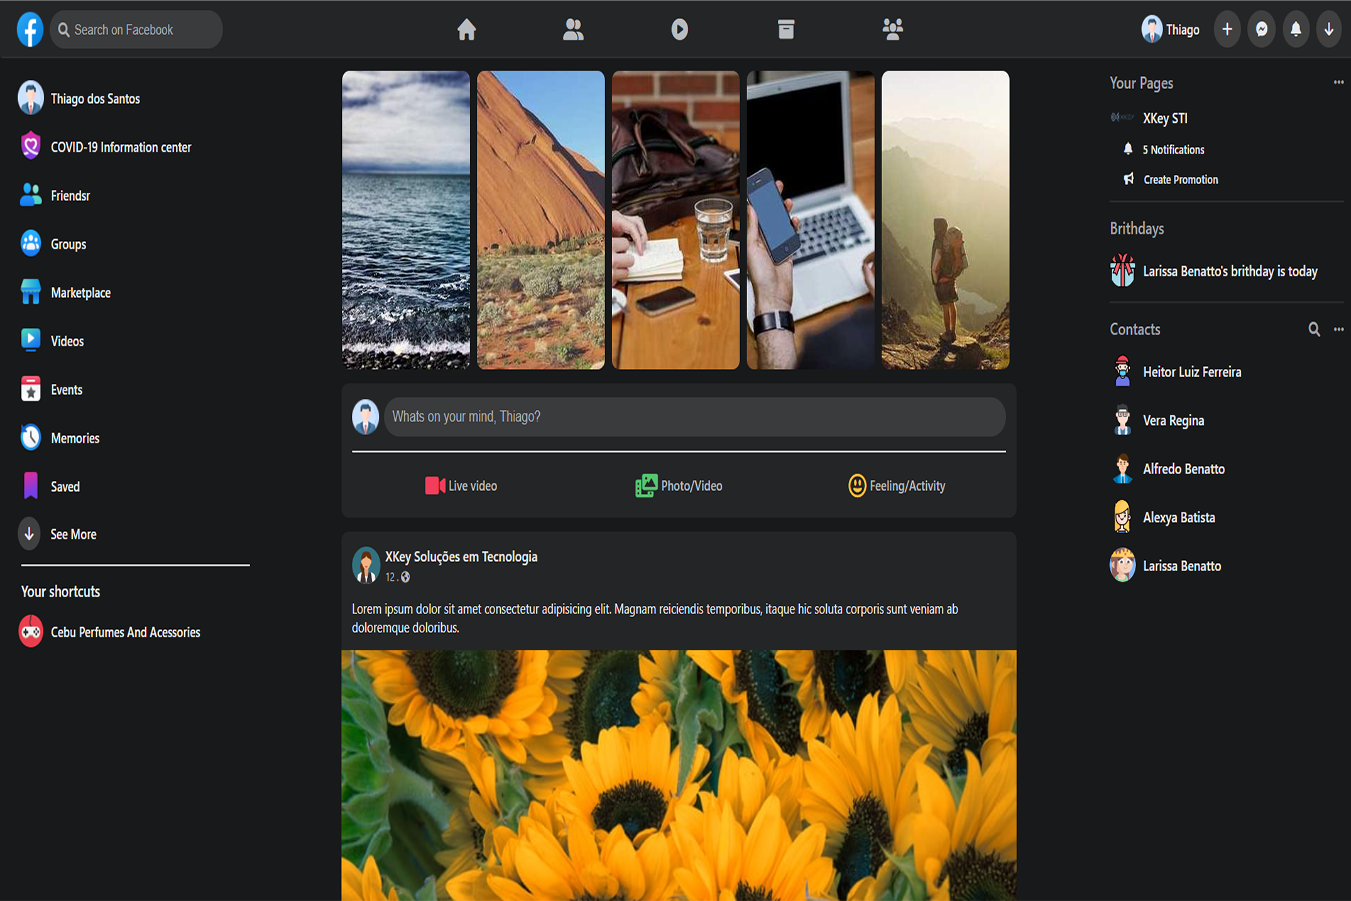 Search on Facebook
Thiago
Thiago dos Santos
COVID-19 Information center
Friendsr
Groups
Marketplace
Videos
Events
Memories
Saved
See More
Your shortcuts
Cebu Perfumes And Acessories
Whats on your mind, Thiago?
Live video
Photo/Video
Feeling/Activity
XKey Soluções em Tecnologia
12 .
Lorem ipsum dolor sit amet consectetur adipisicing elit. Magnam reiciendis temporibus, itaque hic soluta corporis sunt veniam ab
doloremque doloribus.
Your Pages
XKey STI
5 Notifications
Create Promotion
Brithdays
Larissa Benatto's brithday is today
Contacts
Heitor Luiz Ferreira
Vera Regina
Alfredo Benatto
Alexya Batista
Larissa Benatto